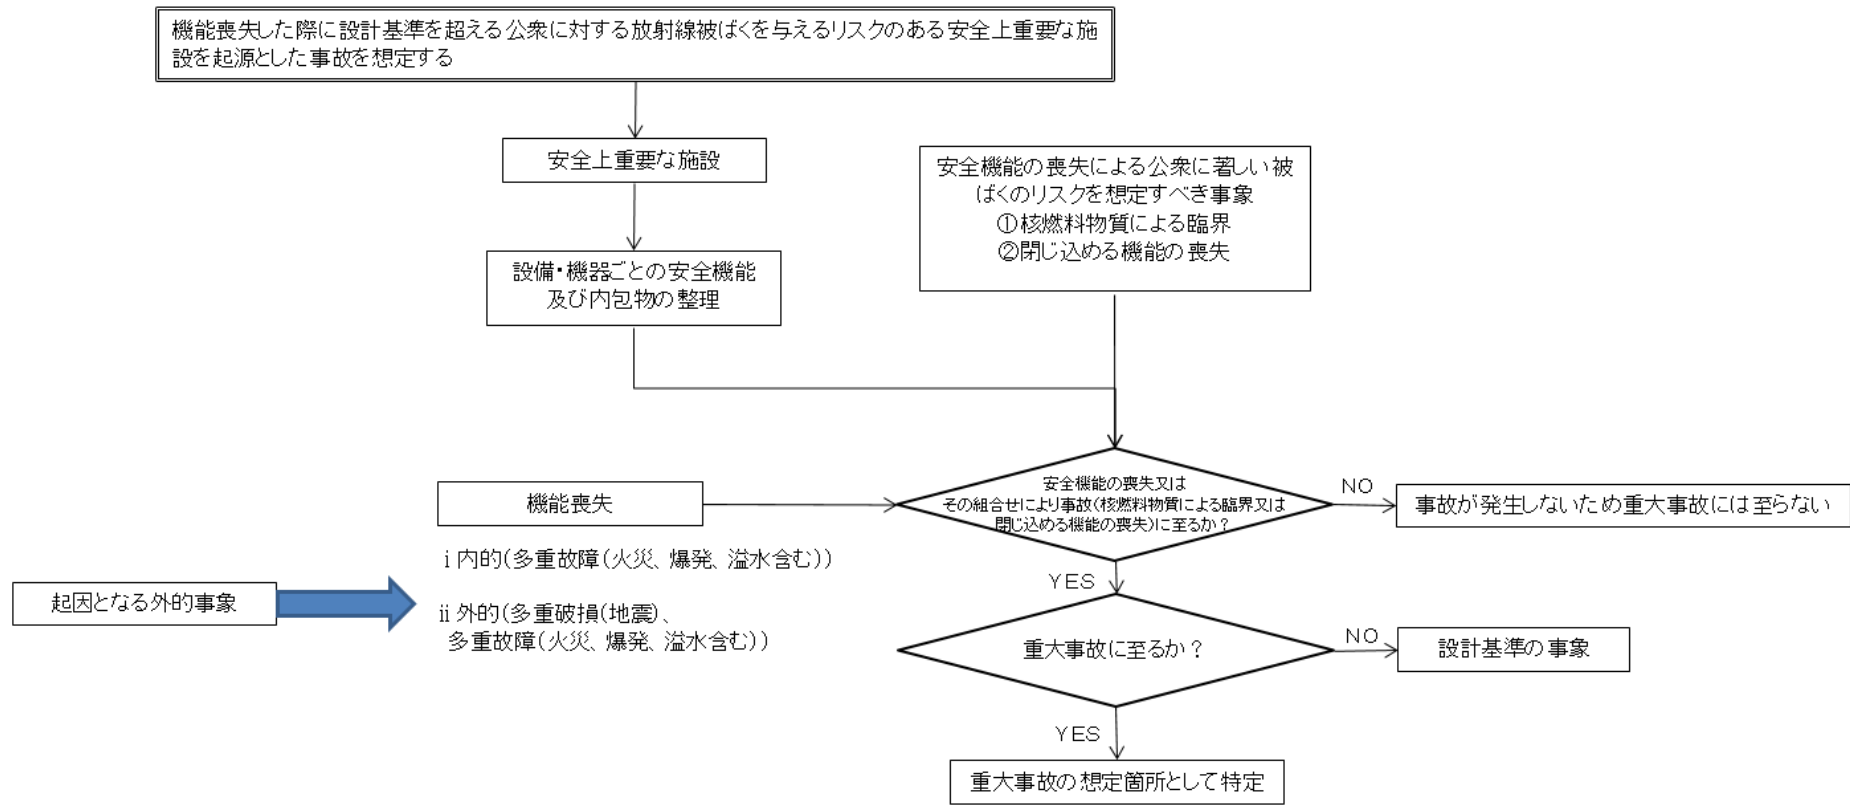 機能喪失した際に設計基準を超える公衆に対する放射線被ばくを与えるリスクのある安全上重要な施
設を起源とした事故を想定する
安全上重要な施設
設備・機器ごとの安全機能
及び内包物の整理
安全機能の喪失による公衆に著しい被
ばくのリスクを想定すべき事象
①核燃料物質による臨界
②閉じ込める機能の喪失
機能喪失
安全機能の喪失又は
その組合せにより事故(核燃料物質による臨界又は
閉じ込める機能の喪失)に至るか？
NO
事故が発生しないため重大事故には至らない
ⅰ内的(多重故障(火災、爆発、溢水含む))
起因となる外的事象
ⅱ外的(多重破損(地震)、
多重故障(火災、爆発、溢水含む))
YES
重大事故に至るか？
NO
設計基準の事象
YES
重大事故の想定箇所として特定